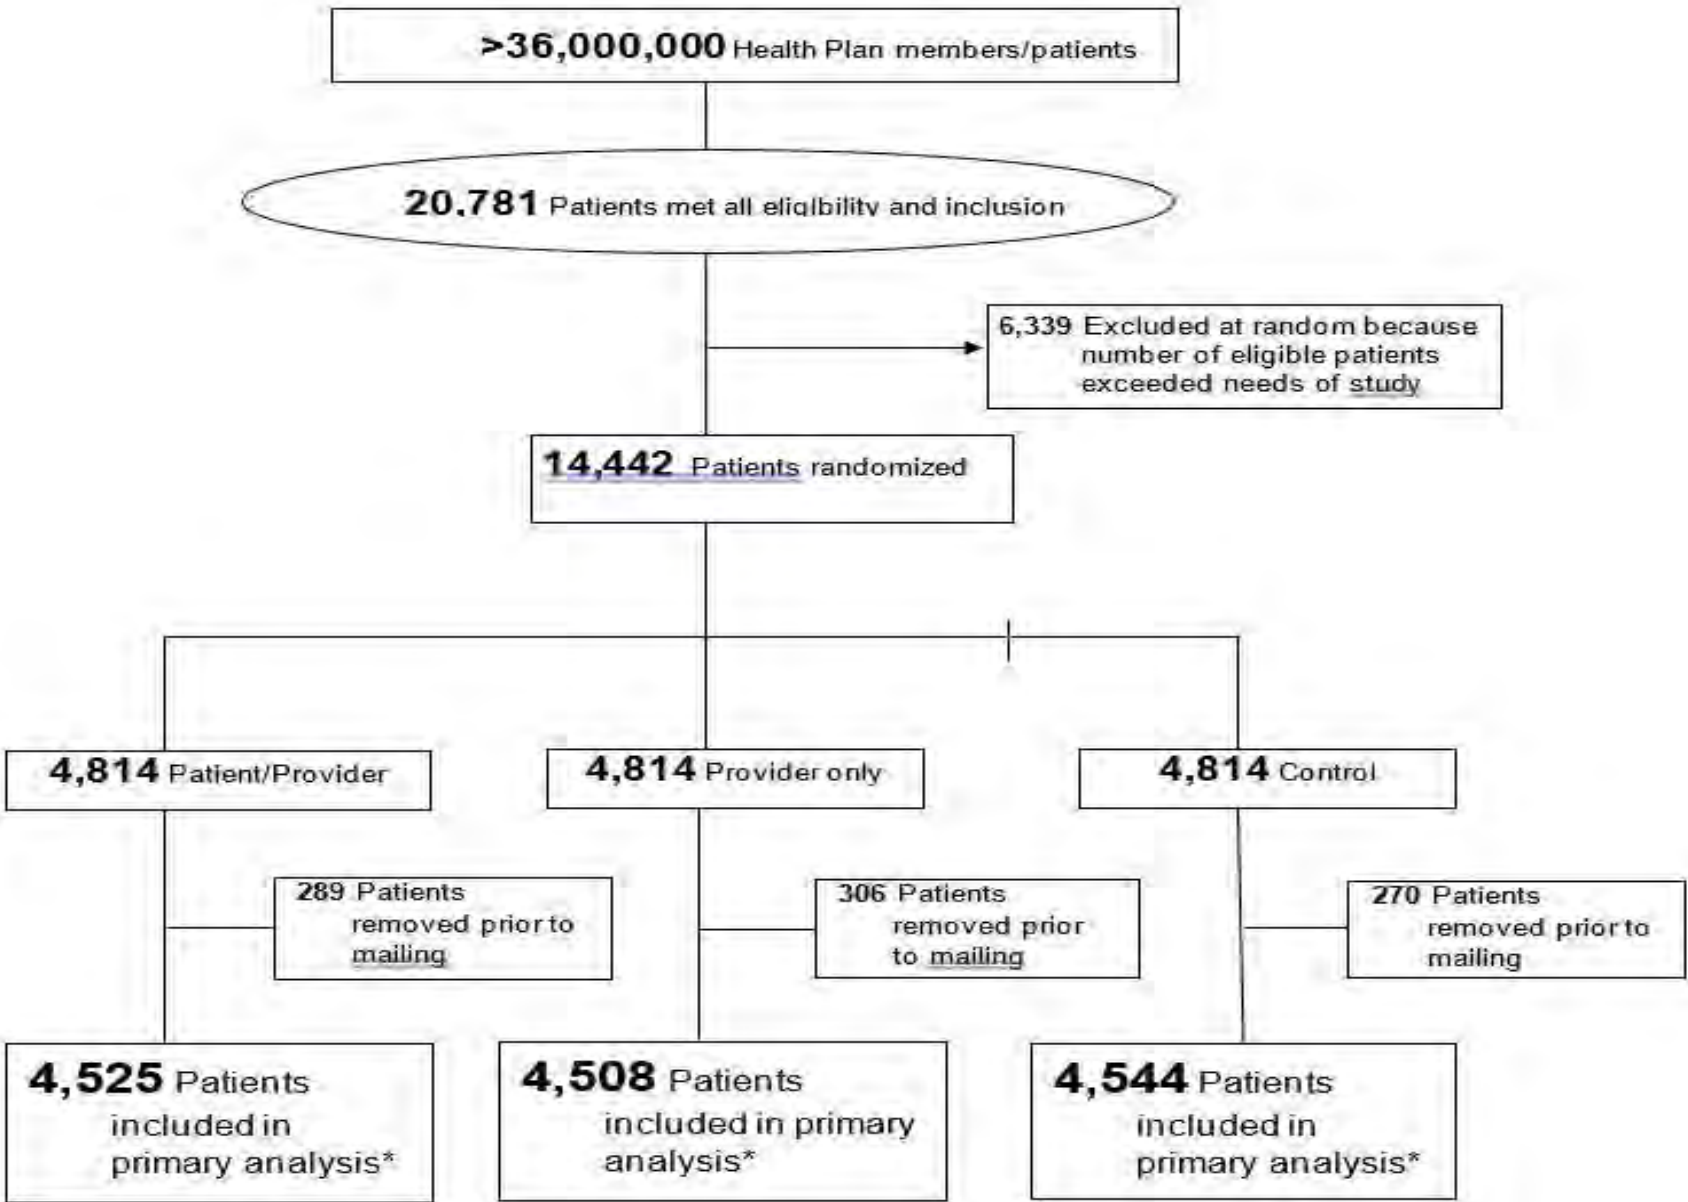 >36,000,000 Health Plan members/patients
20,781 Patients met all eligibility and inclusion
6,339 Excluded at random because
number of eligible patients
exceeded needs of study
14,442 Patients randomized
4,814 Patient/Provider
4,814 Provider only
4,814 Control
289 Patients
removed prior to
mailing
306 Patients
removed prior
to mailing
270 Patients
removed prior to
mailing
4,525 Patients
included in
primary analysis*
4,508 Patients
included in primary
analysis*
4,544 Patients
included in
primary analysis*